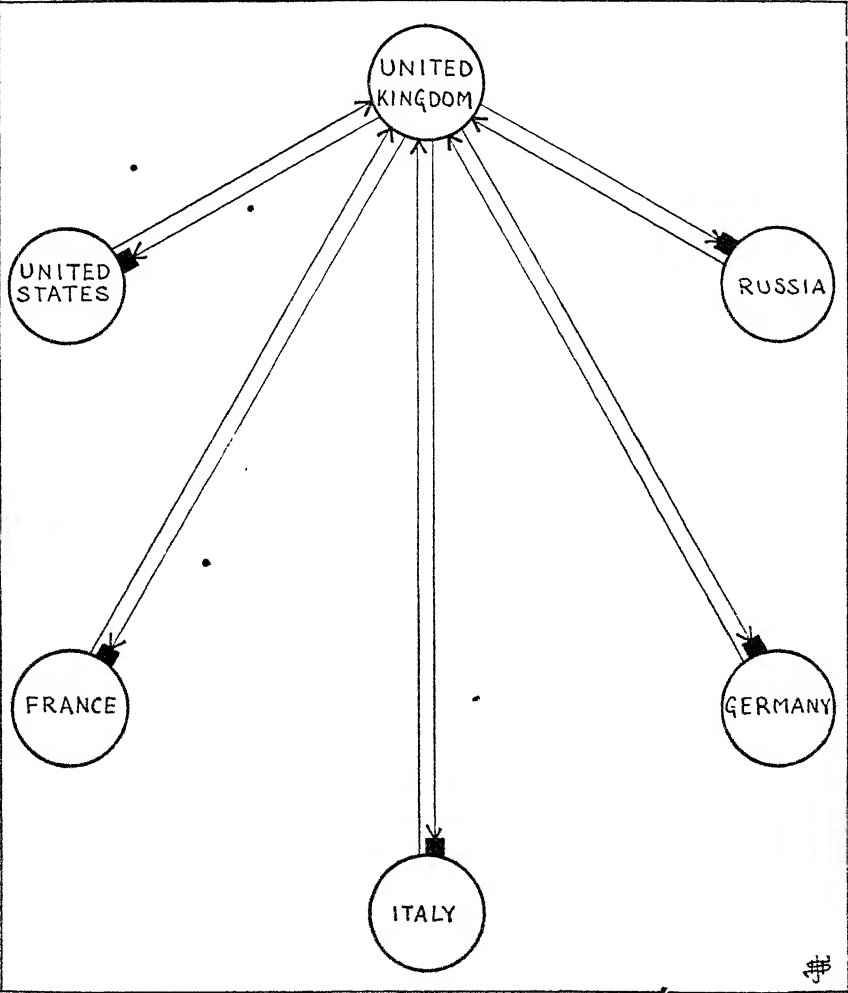 UNITED
KINGDOM
UNITED
STATES
RUSSIA
FRANCE
GERMANY
ITALY